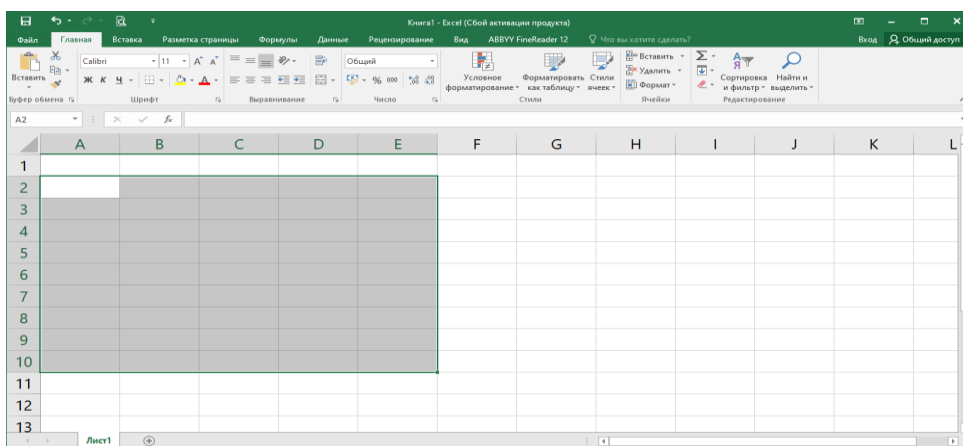 Книга1 - Excel (Сбой активации продукта)
Файл Главная Вставка Разметка страницы Формулы Данные Рецензирование Вид ABBYY FineReader 12 Что вы хотите сделать? Вход Общий доступ
Вставить
Calibri 11
Ж К Ч
Общий
% 000
Условное форматирование
Форматировать как таблицу
Стили ячеек
Вставить
Удалить
Формат
Сортировка и фильтр
Найти и выделить
Буфер обмена Шрифт Выравнивание Число Стили Ячейки Редактирование
A2 fx
A B C D E F G H I J K L
1
2
3
4
5
6
7
8
9
10
11
12
13
Лист1